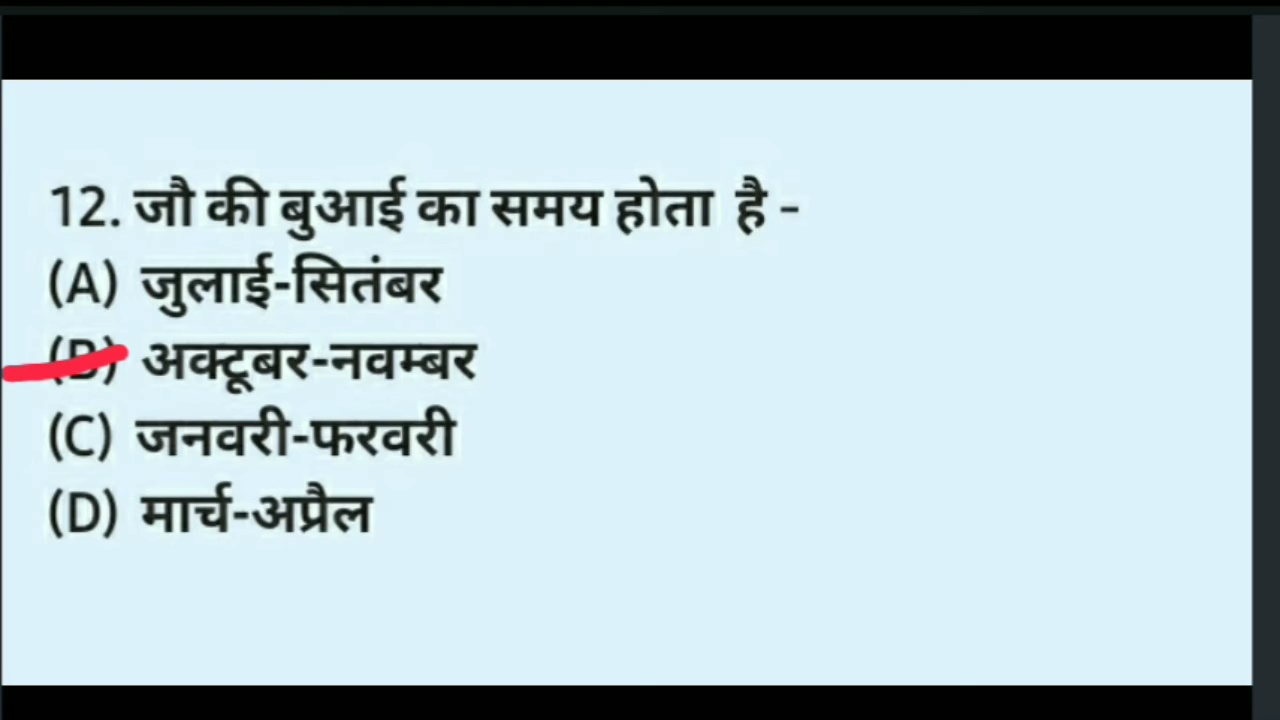 12. जौ की बुआई का समय होता है -
(A) जुलाई-सितंबर
(B) अक्टूबर-नवम्बर
(C) जनवरी-फरवरी
(D) मार्च-अप्रैल